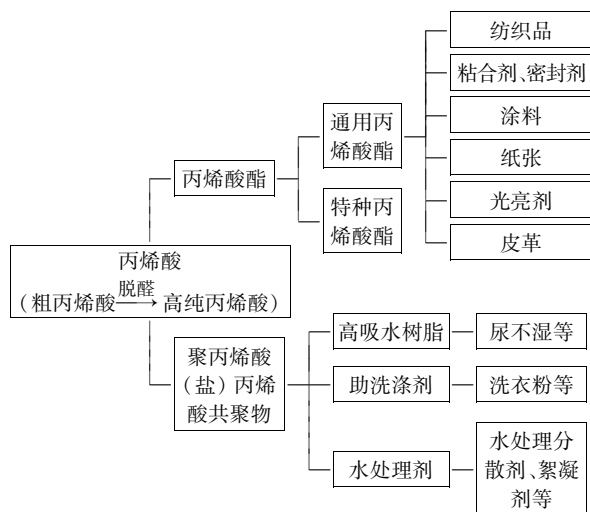 纺织品
粘合剂、密封剂
通用丙
烯酸酯
涂料
纸张
丙烯酸酯
特种丙
烯酸酯
光亮剂
皮革
丙烯酸
（粗丙烯酸 脱醛⟶ 高纯丙烯酸）
聚丙烯酸
（盐）丙烯
酸共聚物
高吸水树脂
尿不湿等
助洗涤剂
洗衣粉等
水处理剂
水处理分
散剂、絮凝
剂等